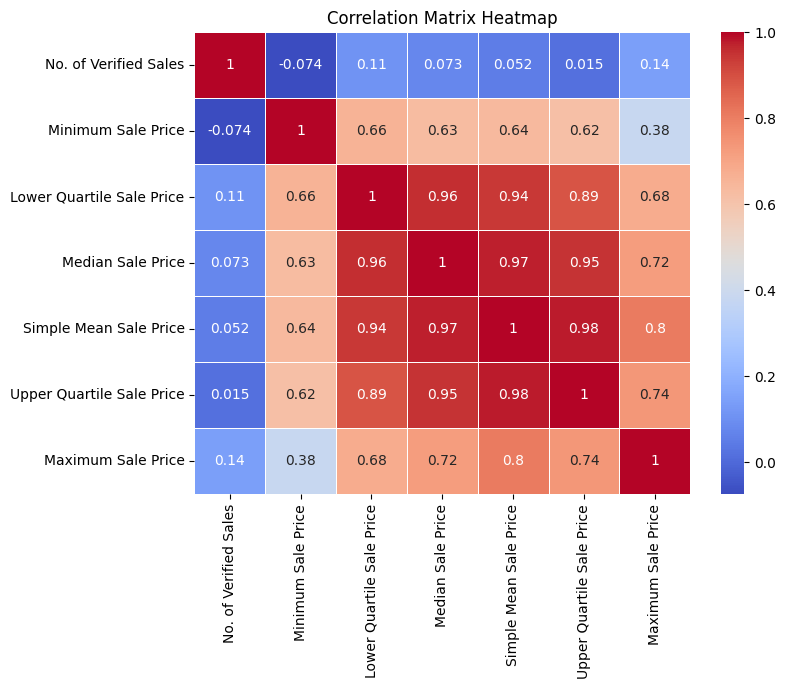 Correlation Matrix Heatmap
No. of Verified Sales 1 -0.074 0.11 0.073 0.052 0.015 0.14
Minimum Sale Price -0.074 1 0.66 0.63 0.64 0.62 0.38
Lower Quartile Sale Price 0.11 0.66 1 0.96 0.94 0.89 0.68
Median Sale Price 0.073 0.63 0.96 1 0.97 0.95 0.72
Simple Mean Sale Price 0.052 0.64 0.94 0.97 1 0.98 0.8
Upper Quartile Sale Price 0.015 0.62 0.89 0.95 0.98 1 0.74
Maximum Sale Price 0.14 0.38 0.68 0.72 0.8 0.74 1
No. of Verified Sales
Minimum Sale Price
Lower Quartile Sale Price
Median Sale Price
Simple Mean Sale Price
Upper Quartile Sale Price
Maximum Sale Price
1.0
0.8
0.6
0.4
0.2
0.0